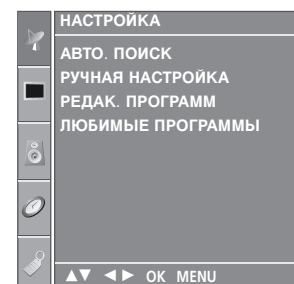 НАСТРОЙКА
АВТО. ПОИСК
РУЧНАЯ НАСТРОЙКА
РЕДАК. ПРОГРАММ
ЛЮБИМЫЕ ПРОГРАММЫ
▲▼ ◄► OK MENU